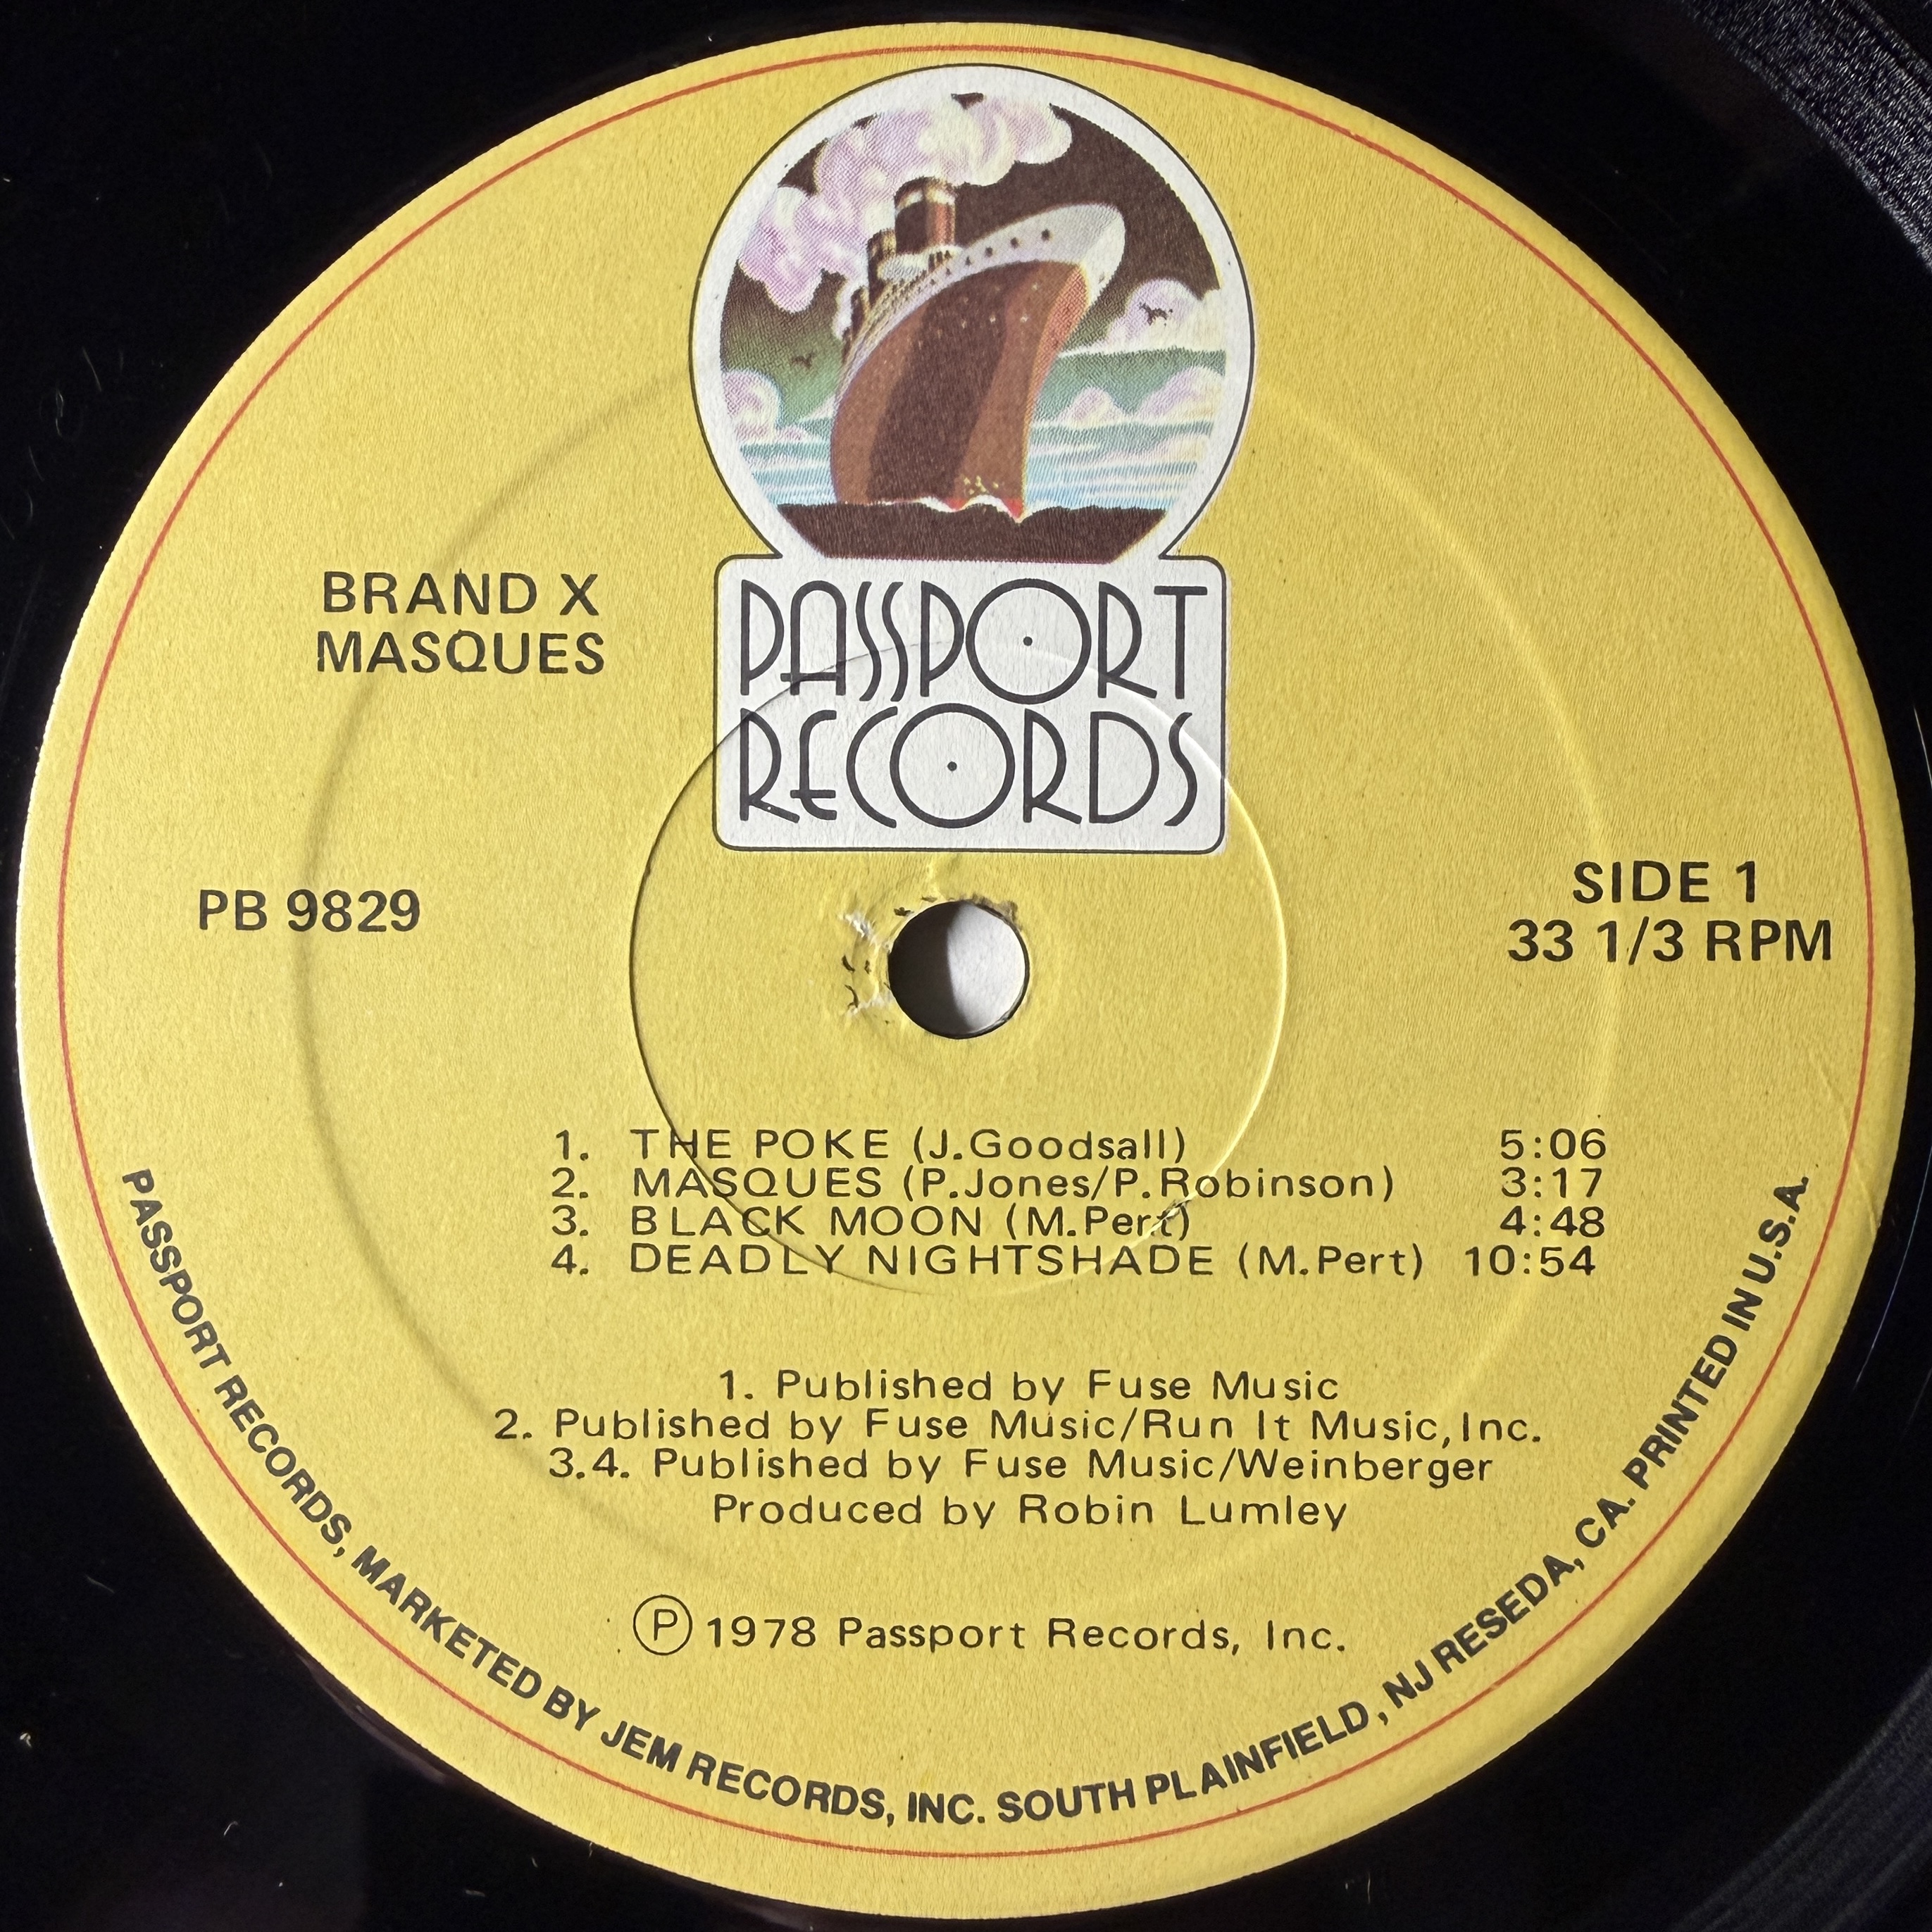 PASSPORT
RECORDS
BRAND X
MASQUES
PB 9829
SIDE 1
33 1/3 RPM
1. THE POKE (J.Goodsall) 5:06
2. MASQUES (P.Jones/P.Robinson) 3:17
3. BLACK MOON (M.Pert) 4:48
4. DEADLY NIGHTSHADE (M.Pert) 10:54
1. Published by Fuse Music
2. Published by Fuse Music/Run It Music,Inc.
3.4. Published by Fuse Music/Weinberger
Produced by Robin Lumley
Ⓟ 1978 Passport Records, Inc.
PASSPORT RECORDS, MARKETED BY JEM RECORDS, INC. SOUTH PLAINFIELD, NJ RESEDA, CA. PRINTED IN U.S.A.